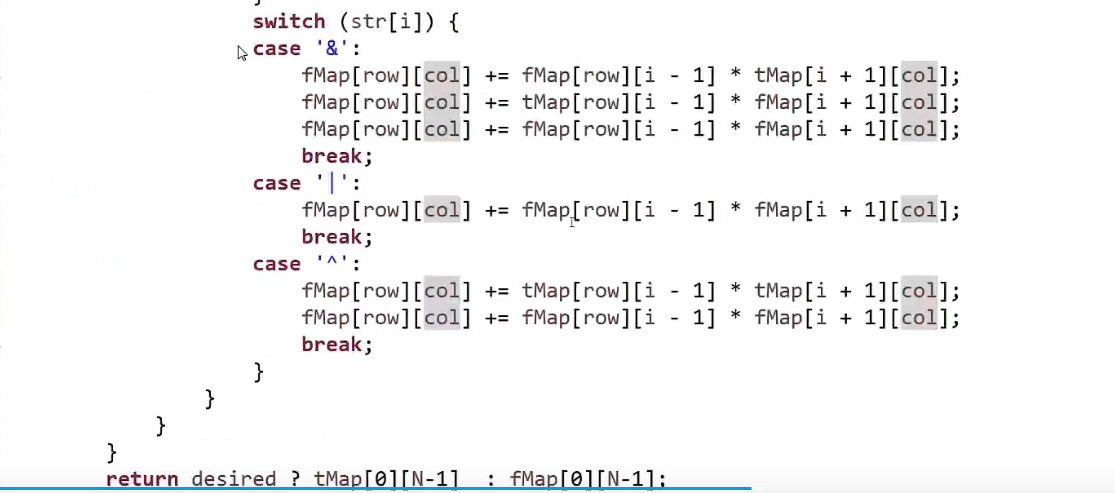 switch (str[i]) {
case '&':
fMap[row][col] += fMap[row][i - 1] * tMap[i + 1][col];
fMap[row][col] += tMap[row][i - 1] * fMap[i + 1][col];
fMap[row][col] += fMap[row][i - 1] * fMap[i + 1][col];
break;
case '|':
fMap[row][col] += fMap[row][i - 1] * fMap[i + 1][col];
break;
case '^':
fMap[row][col] += tMap[row][i - 1] * tMap[i + 1][col];
fMap[row][col] += fMap[row][i - 1] * fMap[i + 1][col];
break;
}
}
}
}
return desired ? tMap[0][N-1] : fMap[0][N-1];